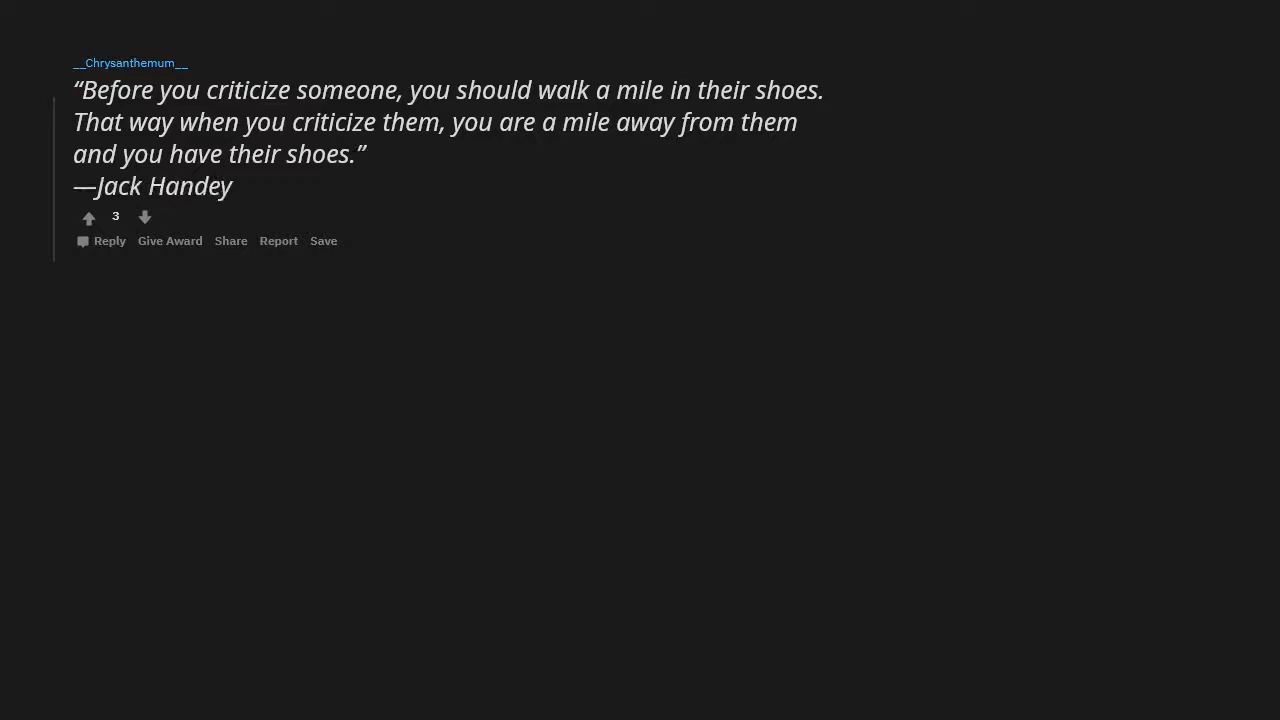 __Chrysanthemum__
“Before you criticize someone, you should walk a mile in their shoes.
That way when you criticize them, you are a mile away from them
and you have their shoes.”
—Jack Handey
3
Reply Give Award Share Report Save